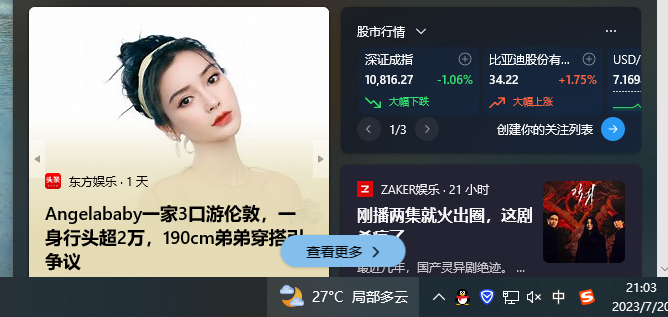 股市行情
深证成指
10,816.27 -1.06%
大幅下跌
比亚迪股份有...
34.22 +1.75%
大幅上涨
USD/
7.169
1/3
创建你的关注列表
头条
东方娱乐 · 1 天
Angelababy一家3口游伦敦，一
身行头超2万，190cm弟弟穿搭引
争议
ZAKER娱乐 · 21 小时
刚播两集就火出圈，这剧
最近几年，国产灵异剧绝迹。 ...
查看更多
27°C 局部多云
中
S
21:03
2023/7/20